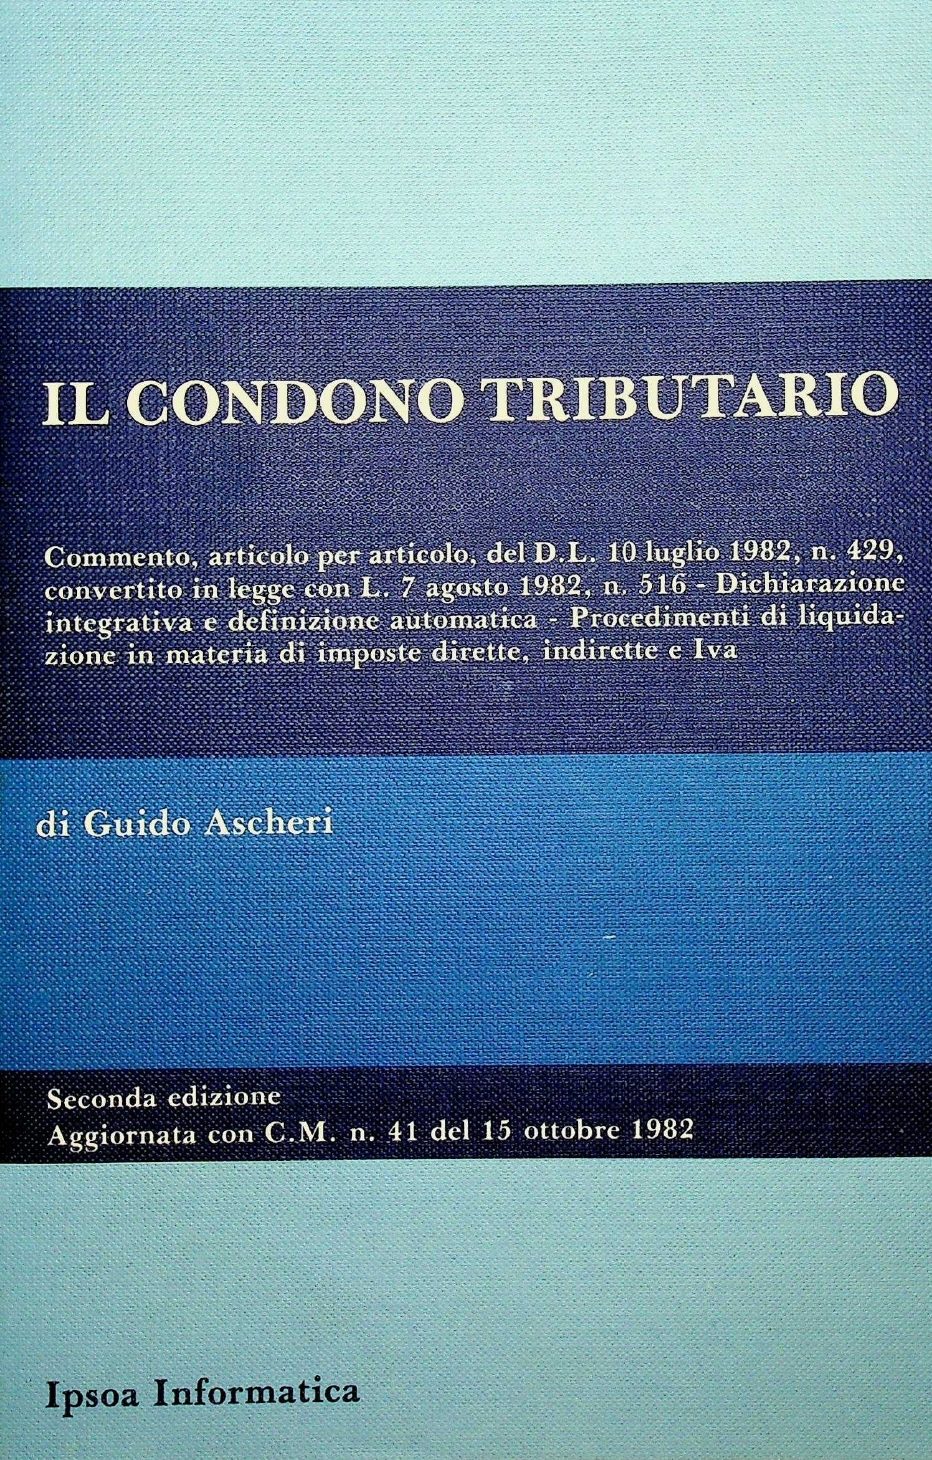 IL CONDONO TRIBUTARIO
Commento, articolo per articolo, del D.L. 10 luglio 1982, n. 429,
convertito in legge con L. 7 agosto 1982, n. 516 - Dichiarazione
integrativa e definizione automatica - Procedimenti di liquida-
zione in materia di imposte dirette, indirette e Iva
di Guido Ascheri
Seconda edizione
Aggiornata con C.M. n. 41 del 15 ottobre 1982
Ipsoa Informatica